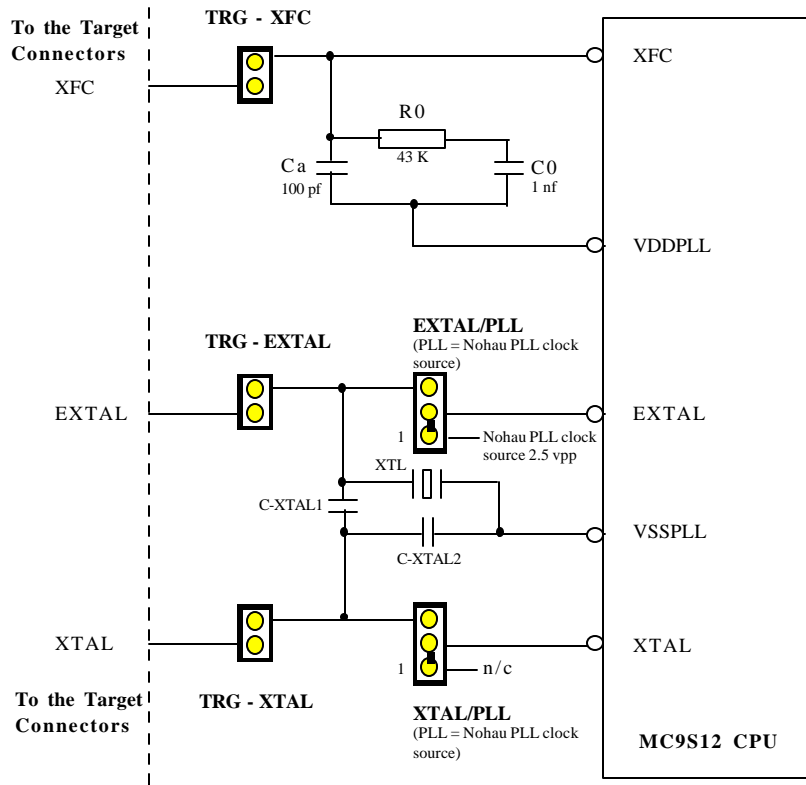 TRG - XFC
To the Target
Connectors
XFC
XFC
R0
43 K
Ca
100 pf
C0
1 nf
VDDPLL
EXTAL/PLL
(PLL = Nohau PLL clock
source)
TRG - EXTAL
EXTAL
EXTAL
1
Nohau PLL clock
source 2.5 vpp
XTL
C-XTAL1
VSSPLL
C-XTAL2
XTAL
XTAL
1
n/c
To the Target
Connectors
TRG - XTAL
XTAL/PLL
(PLL = Nohau PLL clock
source)
MC9S12 CPU